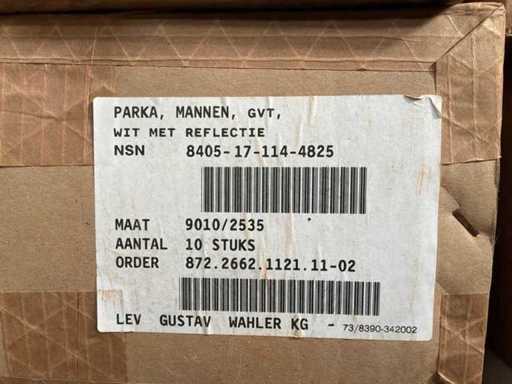 PARKA, MANNEN, GVT,
WIT MET REFLECTIE
NSN 8405-17-114-4825
MAAT 9010/2535
AANTAL 10 STUKS
ORDER 872.2662.1121.11-02
LEV GUSTAV WAHLER KG - 73/8390-342002